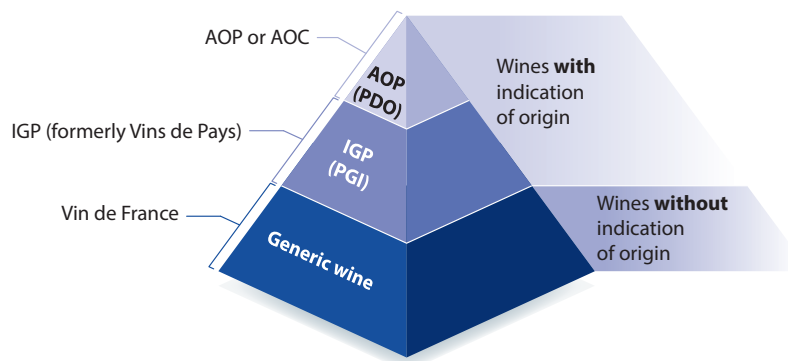 AOP or AOC
AOP
(PDO)
Wines with
indication
of origin
IGP (formerly Vins de Pays)
IGP
(PGI)
Vin de France
Wines without
indication
of origin
Generic wine